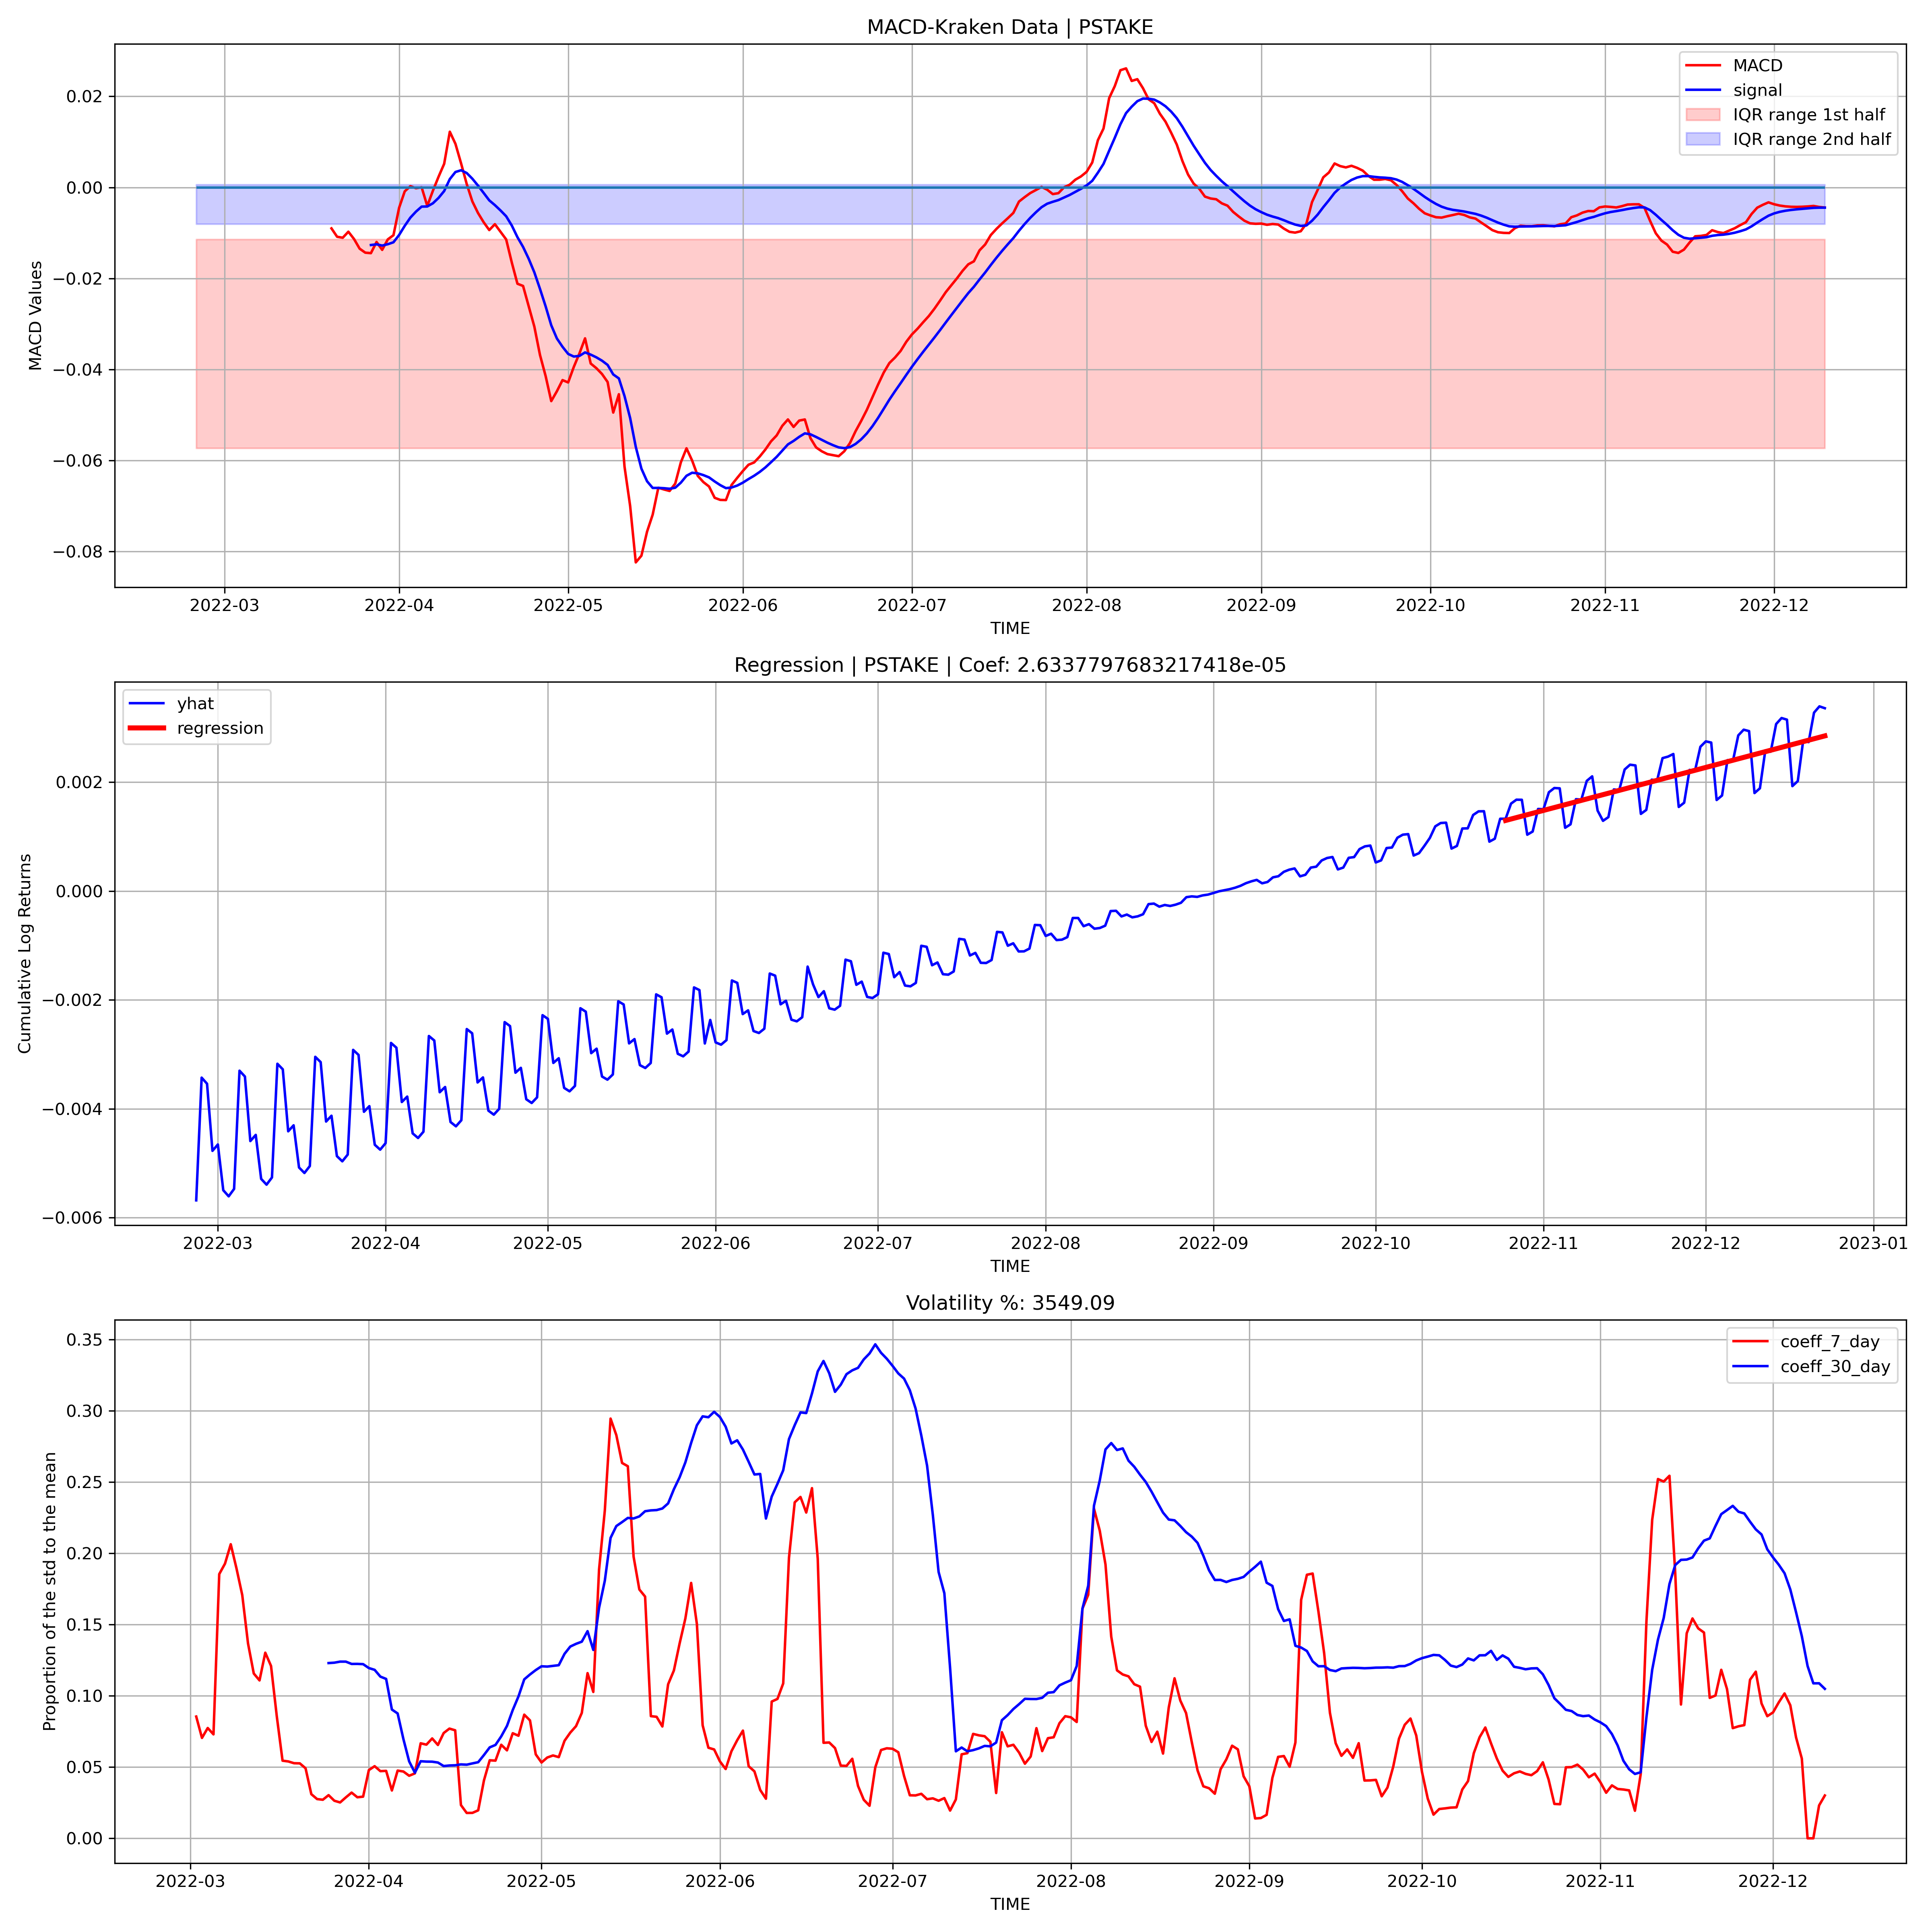 MACD-Kraken Data | PSTAKE
MACD
signal
IQR range 1st half
IQR range 2nd half
MACD Values
0.02
0.00
−0.02
−0.04
−0.06
−0.08
2022-03 2022-04 2022-05 2022-06 2022-07 2022-08 2022-09 2022-10 2022-11 2022-12
TIME
Regression | PSTAKE | Coef: 2.6337797683217418e-05
yhat
regression
Cumulative Log Returns
0.002
0.000
−0.002
−0.004
−0.006
2022-03 2022-04 2022-05 2022-06 2022-07 2022-08 2022-09 2022-10 2022-11 2022-12 2023-01
TIME
Volatility %: 3549.09
coeff_7_day
coeff_30_day
Proportion of the std to the mean
0.35
0.30
0.25
0.20
0.15
0.10
0.05
0.00
2022-03 2022-04 2022-05 2022-06 2022-07 2022-08 2022-09 2022-10 2022-11 2022-12
TIME